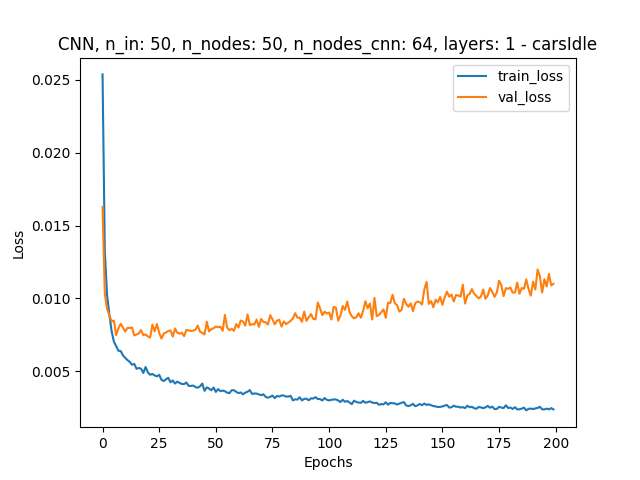 CNN, n_in: 50, n_nodes: 50, n_nodes_cnn: 64, layers: 1 - carsIdle
train_loss
val_loss
0.025
0.020
0.015
0.010
0.005
Loss
0 25 50 75 100 125 150 175 200
Epochs